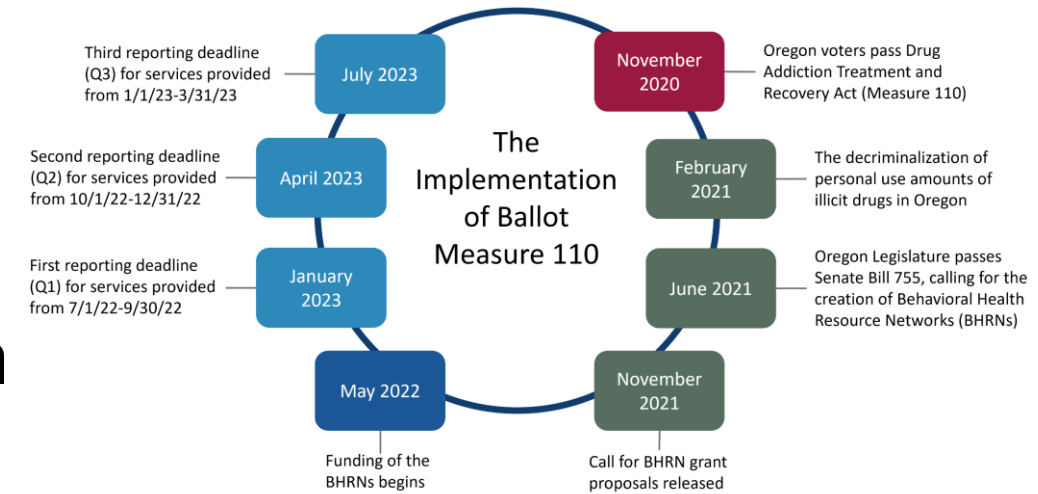 The
Implementation
of Ballot
Measure 110
November
2020
Oregon voters pass Drug
Addiction Treatment and
Recovery Act (Measure 110)
February
2021
The decriminalization of
personal use amounts of
illicit drugs in Oregon
June 2021
Oregon Legislature passes
Senate Bill 755, calling for the
creation of Behavioral Health
Resource Networks (BHRNs)
November
2021
Call for BHRN grant
proposals released
May 2022
Funding of the
BHRNs begins
January
2023
First reporting deadline
(Q1) for services provided
from 7/1/22-9/30/22
April 2023
Second reporting deadline
(Q2) for services provided
from 10/1/22-12/31/22
July 2023
Third reporting deadline
(Q3) for services provided
from 1/1/23-3/31/23